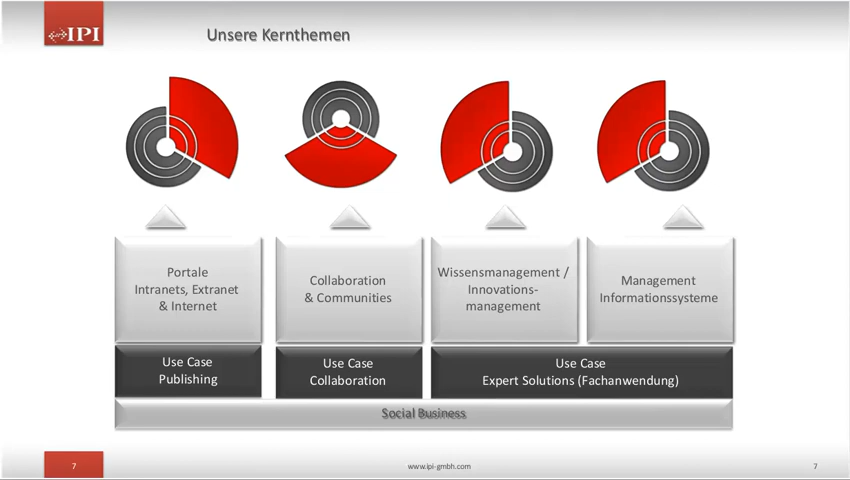 IPI
Unsere Kernthemen
Portale
Intranets, Extranet
& Internet
Collaboration
& Communities
Wissensmanagement /
Innovations-
management
Management
Informationssysteme
Use Case
Publishing
Use Case
Collaboration
Use Case
Expert Solutions (Fachanwendung)
Social Business
7
www.ipi-gmbh.com
7